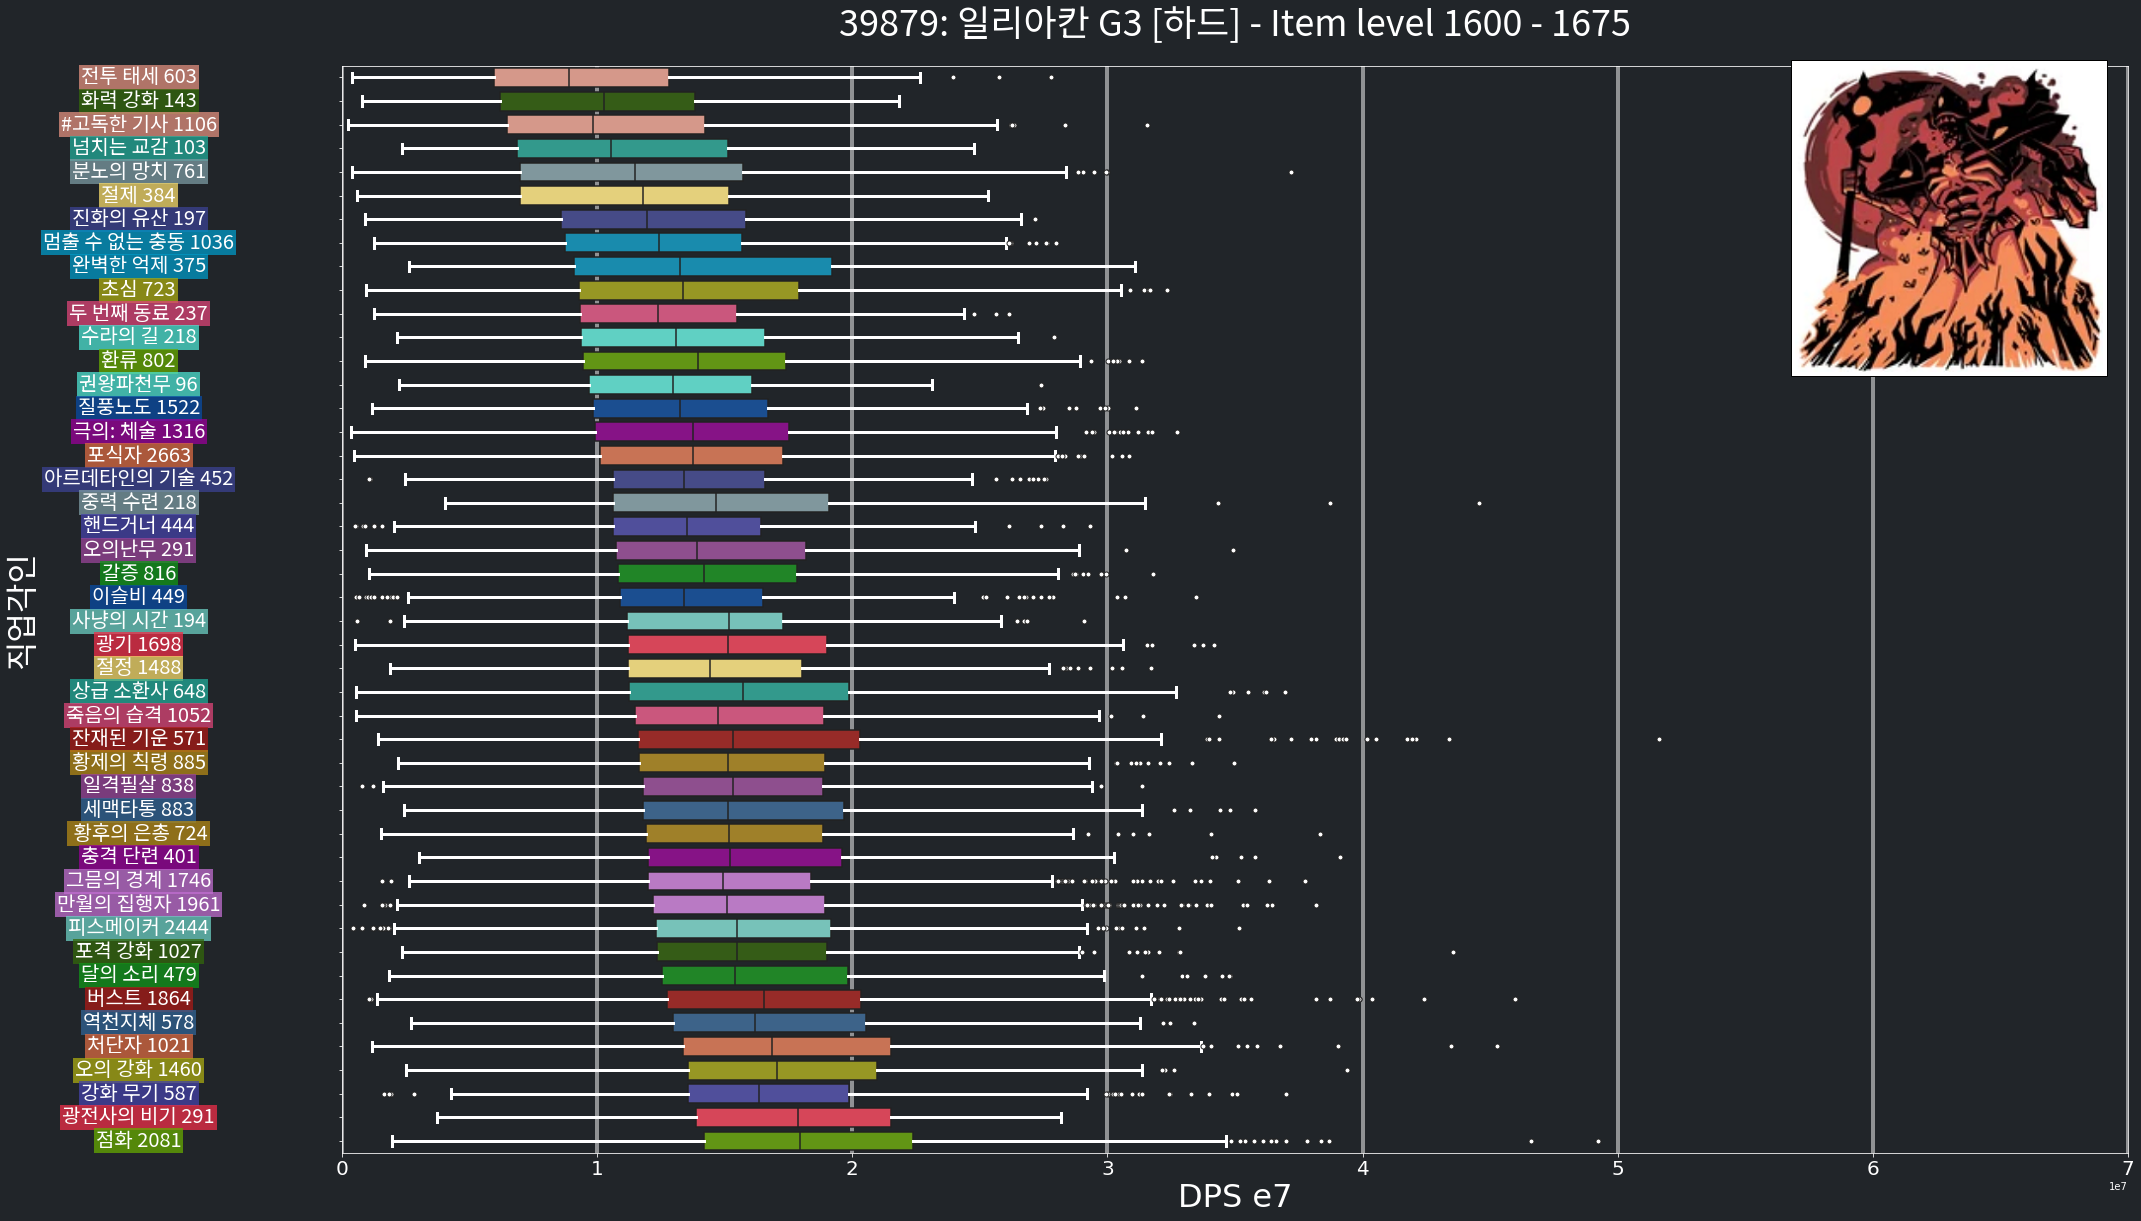 39879: 일리아칸 G3 [하드] - Item level 1600 - 1675
직업각인
전투 태세 603
화력 강화 143
#고독한 기사 1106
넘치는 교감 103
분노의 망치 761
절제 384
진화의 유산 197
멈출 수 없는 충동 1036
완벽한 억제 375
초심 723
두 번째 동료 237
수라의 길 218
환류 802
권왕파천무 96
질풍노도 1522
극의: 체술 1316
포식자 2663
아르데타인의 기술 452
중력 수련 218
핸드거너 444
오의난무 291
갈증 816
이슬비 449
사냥의 시간 194
광기 1698
절정 1488
상급 소환사 648
죽음의 습격 1052
잔재된 기운 571
황제의 칙령 885
일격필살 838
세맥타통 883
황후의 은총 724
충격 단련 401
그믐의 경계 1746
만월의 집행자 1961
피스메이커 2444
포격 강화 1027
달의 소리 479
버스트 1864
역천지체 578
처단자 1021
오의 강화 1460
강화 무기 587
광전사의 비기 291
점화 2081
0 1 2 3 4 5 6 7
DPS e7
1e7